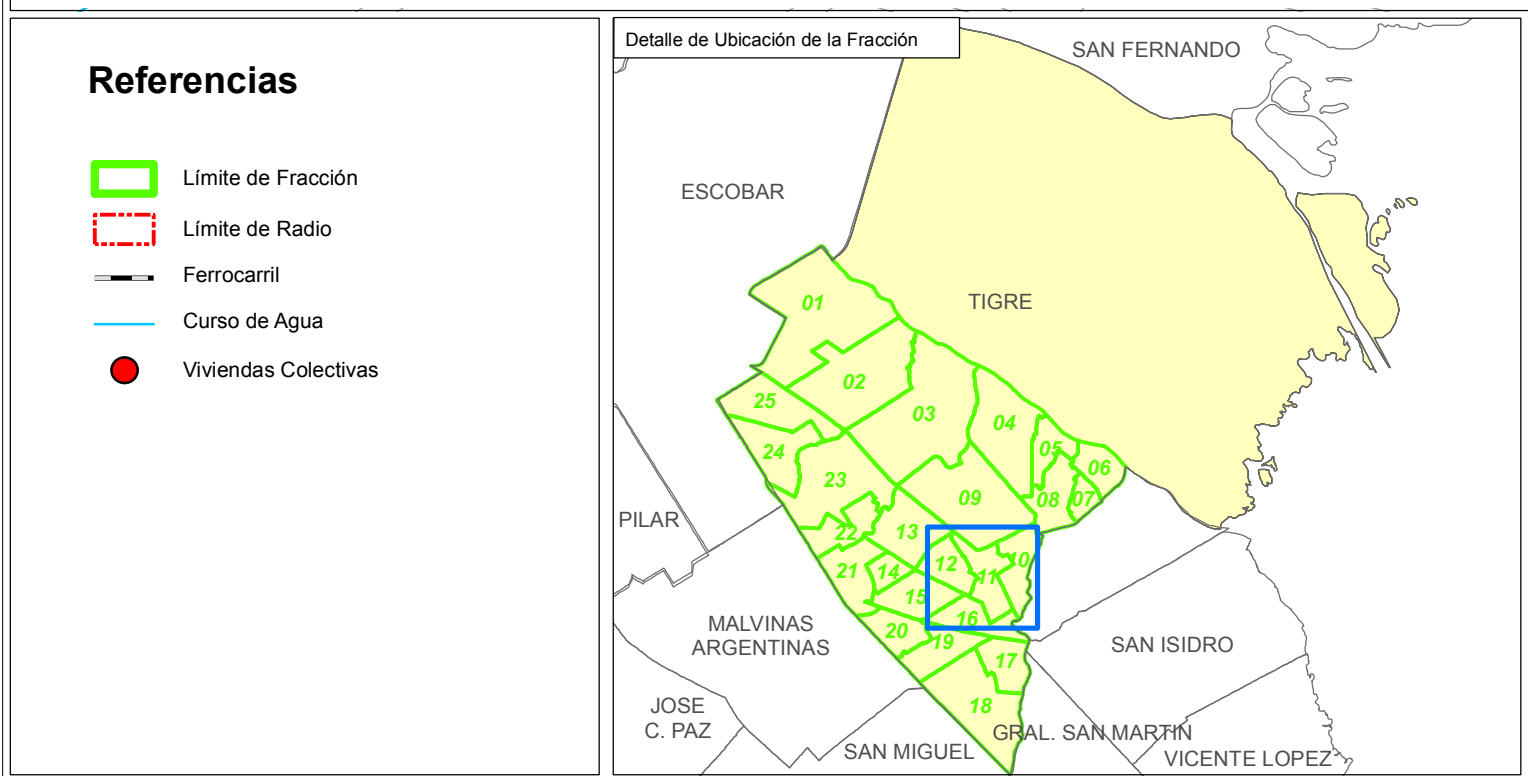 Referencias
Límite de Fracción
Límite de Radio
Ferrocarril
Curso de Agua
Viviendas Colectivas
Detalle de Ubicación de la Fracción
SAN FERNANDO
ESCOBAR
TIGRE
01
02
25
03
04
24
05
06
23
09
08
07
PILAR
22
13
10
12
21
14
11
15
16
MALVINAS
ARGENTINAS
20
19
SAN ISIDRO
17
JOSE
C. PAZ
18
GRAL. SAN MARTIN
SAN MIGUEL
VICENTE LOPEZ